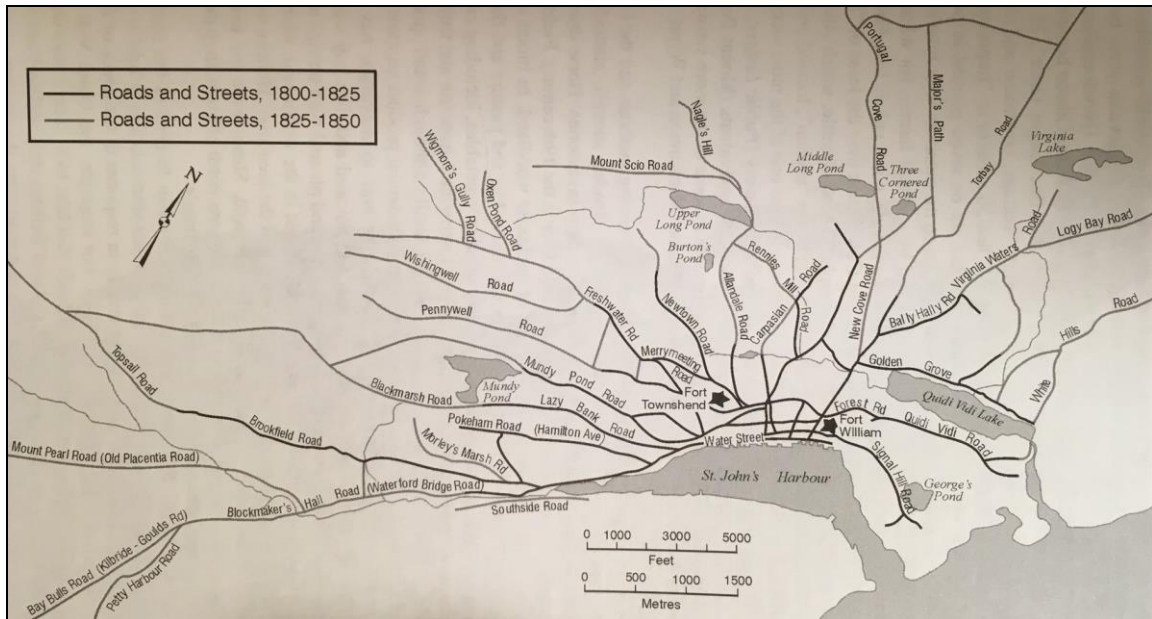 Roads and Streets, 1800-1825
Roads and Streets, 1825-1850
N
Portugal Cove Road
Major's Path
Torbay Road
Virginia Lake
Nagle's Hill
Mount Scio Road
Middle Long Pond
Three Cornered Pond
Wigmore's Gully Road
Oxen Pond Road
Upper Long Pond
Burton's Pond
Logy Bay Road
Virginia Waters Road
Wishingwell Road
Rennies Mill Road
Allandale Road
Carpasian Road
New Cove Road
Bally Hally Rd
Freshwater Rd
Newtown Road
Pennywell Road
Merrymeeting Road
Golden Grove
White Hills Road
Topsail Road
Mundy Pond Road
Mundy Pond
Fort Townshend
Quidi Vidi Lake
Blackmarsh Road
Lazy Bank Road
Forest Rd
Fort William
Quidi Vidi Road
Brookfield Road
Pokeham Road (Hamilton Ave)
Water Street
Morley's Marsh Rd
Signal Hill Road
George's Pond
Mount Pearl Road (Old Placentia Road)
St. John's Harbour
Blockmaker's Hall Road (Waterford Bridge Road)
Southside Road
Bay Bulls Road (Kilbride - Goulds Rd)
Petty Harbour Road
0 1000 3000 5000
Feet
0 500 1000 1500
Metres